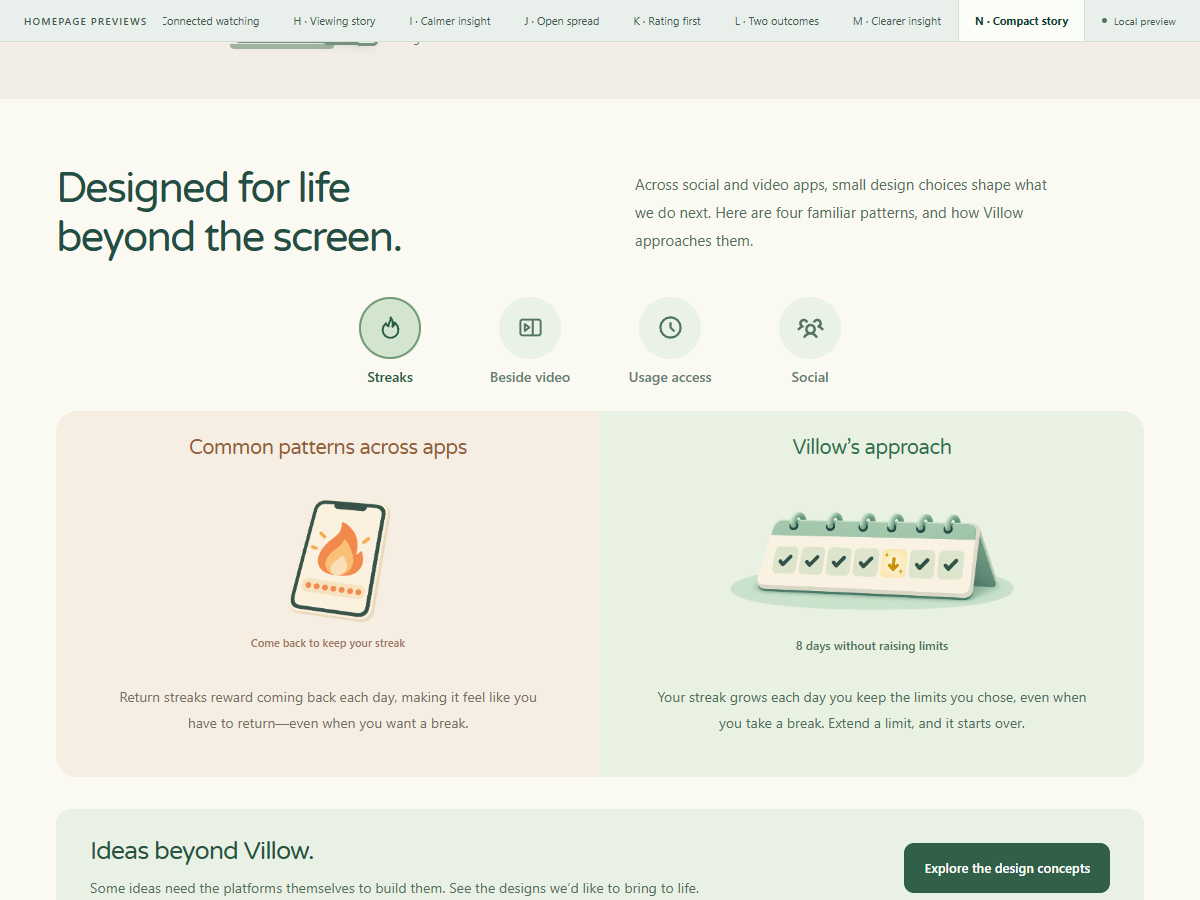 HOMEPAGE PREVIEWS
Connected watching
H · Viewing story
I · Calmer insight
J · Open spread
K · Rating first
L · Two outcomes
M · Clearer insight
N · Compact story
Local preview
Designed for life
beyond the screen.
Across social and video apps, small design choices shape what
we do next. Here are four familiar patterns, and how Villow
approaches them.
Streaks
Beside video
Usage access
Social
Common patterns across apps
Come back to keep your streak
Return streaks reward coming back each day, making it feel like you
have to return—even when you want a break.
Villow’s approach
8 days without raising limits
Your streak grows each day you keep the limits you chose, even when
you take a break. Extend a limit, and it starts over.
Ideas beyond Villow.
Some ideas need the platforms themselves to build them. See the designs we’d like to bring to life.
Explore the design concepts